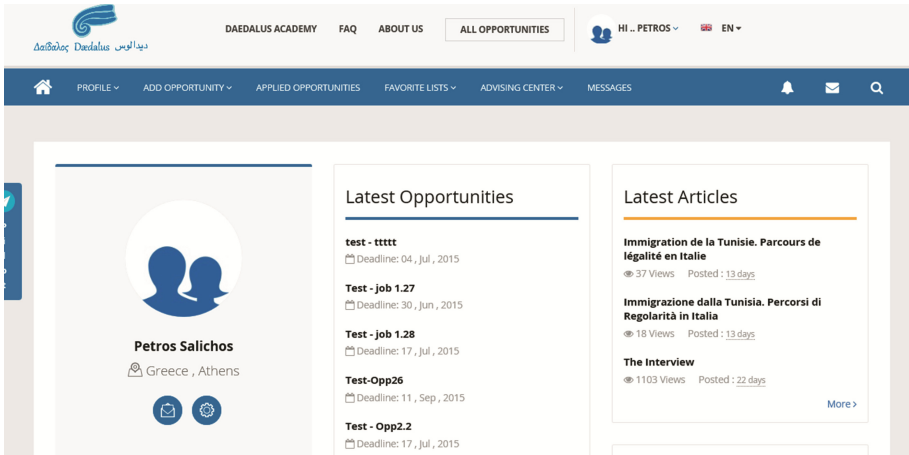 Δαίδαλος Dædalus ديدالوس
DAEDALUS ACADEMY FAQ ABOUT US ALL OPPORTUNITIES HI .. PETROS EN
PROFILE ADD OPPORTUNITY APPLIED OPPORTUNITIES FAVORITE LISTS ADVISING CENTER MESSAGES
Petros Salichos
Greece , Athens
Latest Opportunities
test - ttttt
Deadline: 04 , Jul , 2015
Test - job 1.27
Deadline: 30 , Jun , 2015
Test - job 1.28
Deadline: 17 , Jul , 2015
Test-Opp26
Deadline: 11 , Sep , 2015
Test - Opp2.2
Deadline: 17 , Jul , 2015
Latest Articles
Immigration de la Tunisie. Parcours de
légalité en Italie
37 Views Posted : 13 days
Immigrazione dalla Tunisia. Percorsi di
Regolarità in Italia
18 Views Posted : 13 days
The Interview
1103 Views Posted : 22 days
More